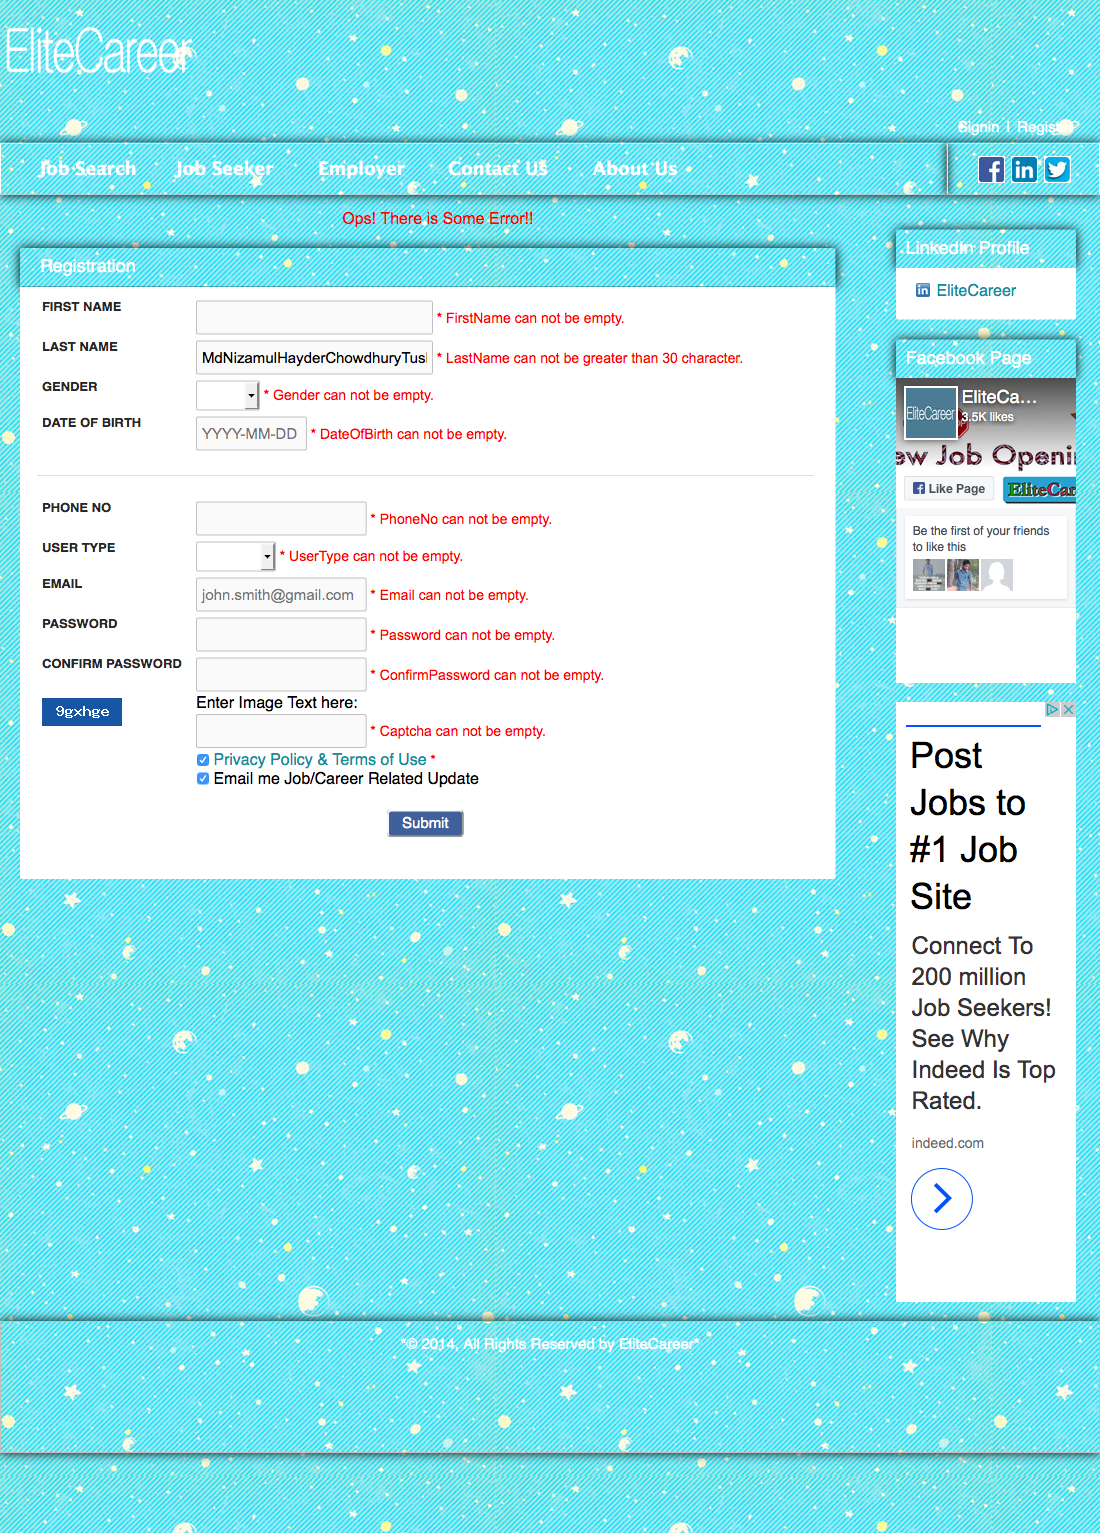 EliteCareer
Signin | Register
Job Search Job Seeker Employer Contact US About Us
Ops! There is Some Error!!
Registration
FIRST NAME * FirstName can not be empty.
LAST NAME MdNizamulHayderChowdhuryTus * LastName can not be greater than 30 character.
GENDER * Gender can not be empty.
DATE OF BIRTH YYYY-MM-DD * DateOfBirth can not be empty.
PHONE NO * PhoneNo can not be empty.
USER TYPE * UserType can not be empty.
EMAIL john.smith@gmail.com * Email can not be empty.
PASSWORD * Password can not be empty.
CONFIRM PASSWORD * ConfirmPassword can not be empty.
9gxhge Enter Image Text here:
* Captcha can not be empty.
Privacy Policy & Terms of Use *
Email me Job/Career Related Update
Submit
LinkedIn Profile
EliteCareer
Facebook Page
EliteCareer EliteCa...
3.5K likes
ew Job Openi
Like Page EliteCar
Be the first of your friends
to like this
Post
Jobs to
#1 Job
Site
Connect To
200 million
Job Seekers!
See Why
Indeed Is Top
Rated.
indeed.com
*© 2014, All Rights Reserved by EliteCareer*